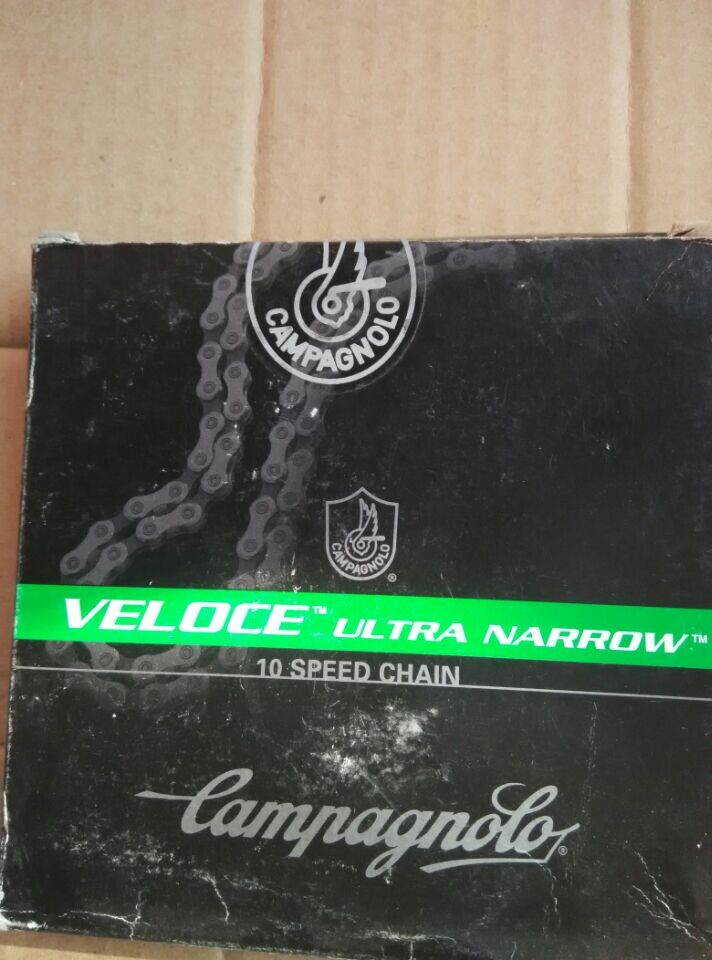 CAMPAGNOLO
CAMPAGNOLO
®
VELOCE™ ULTRA NARROW™
10 SPEED CHAIN
Campagnolo®